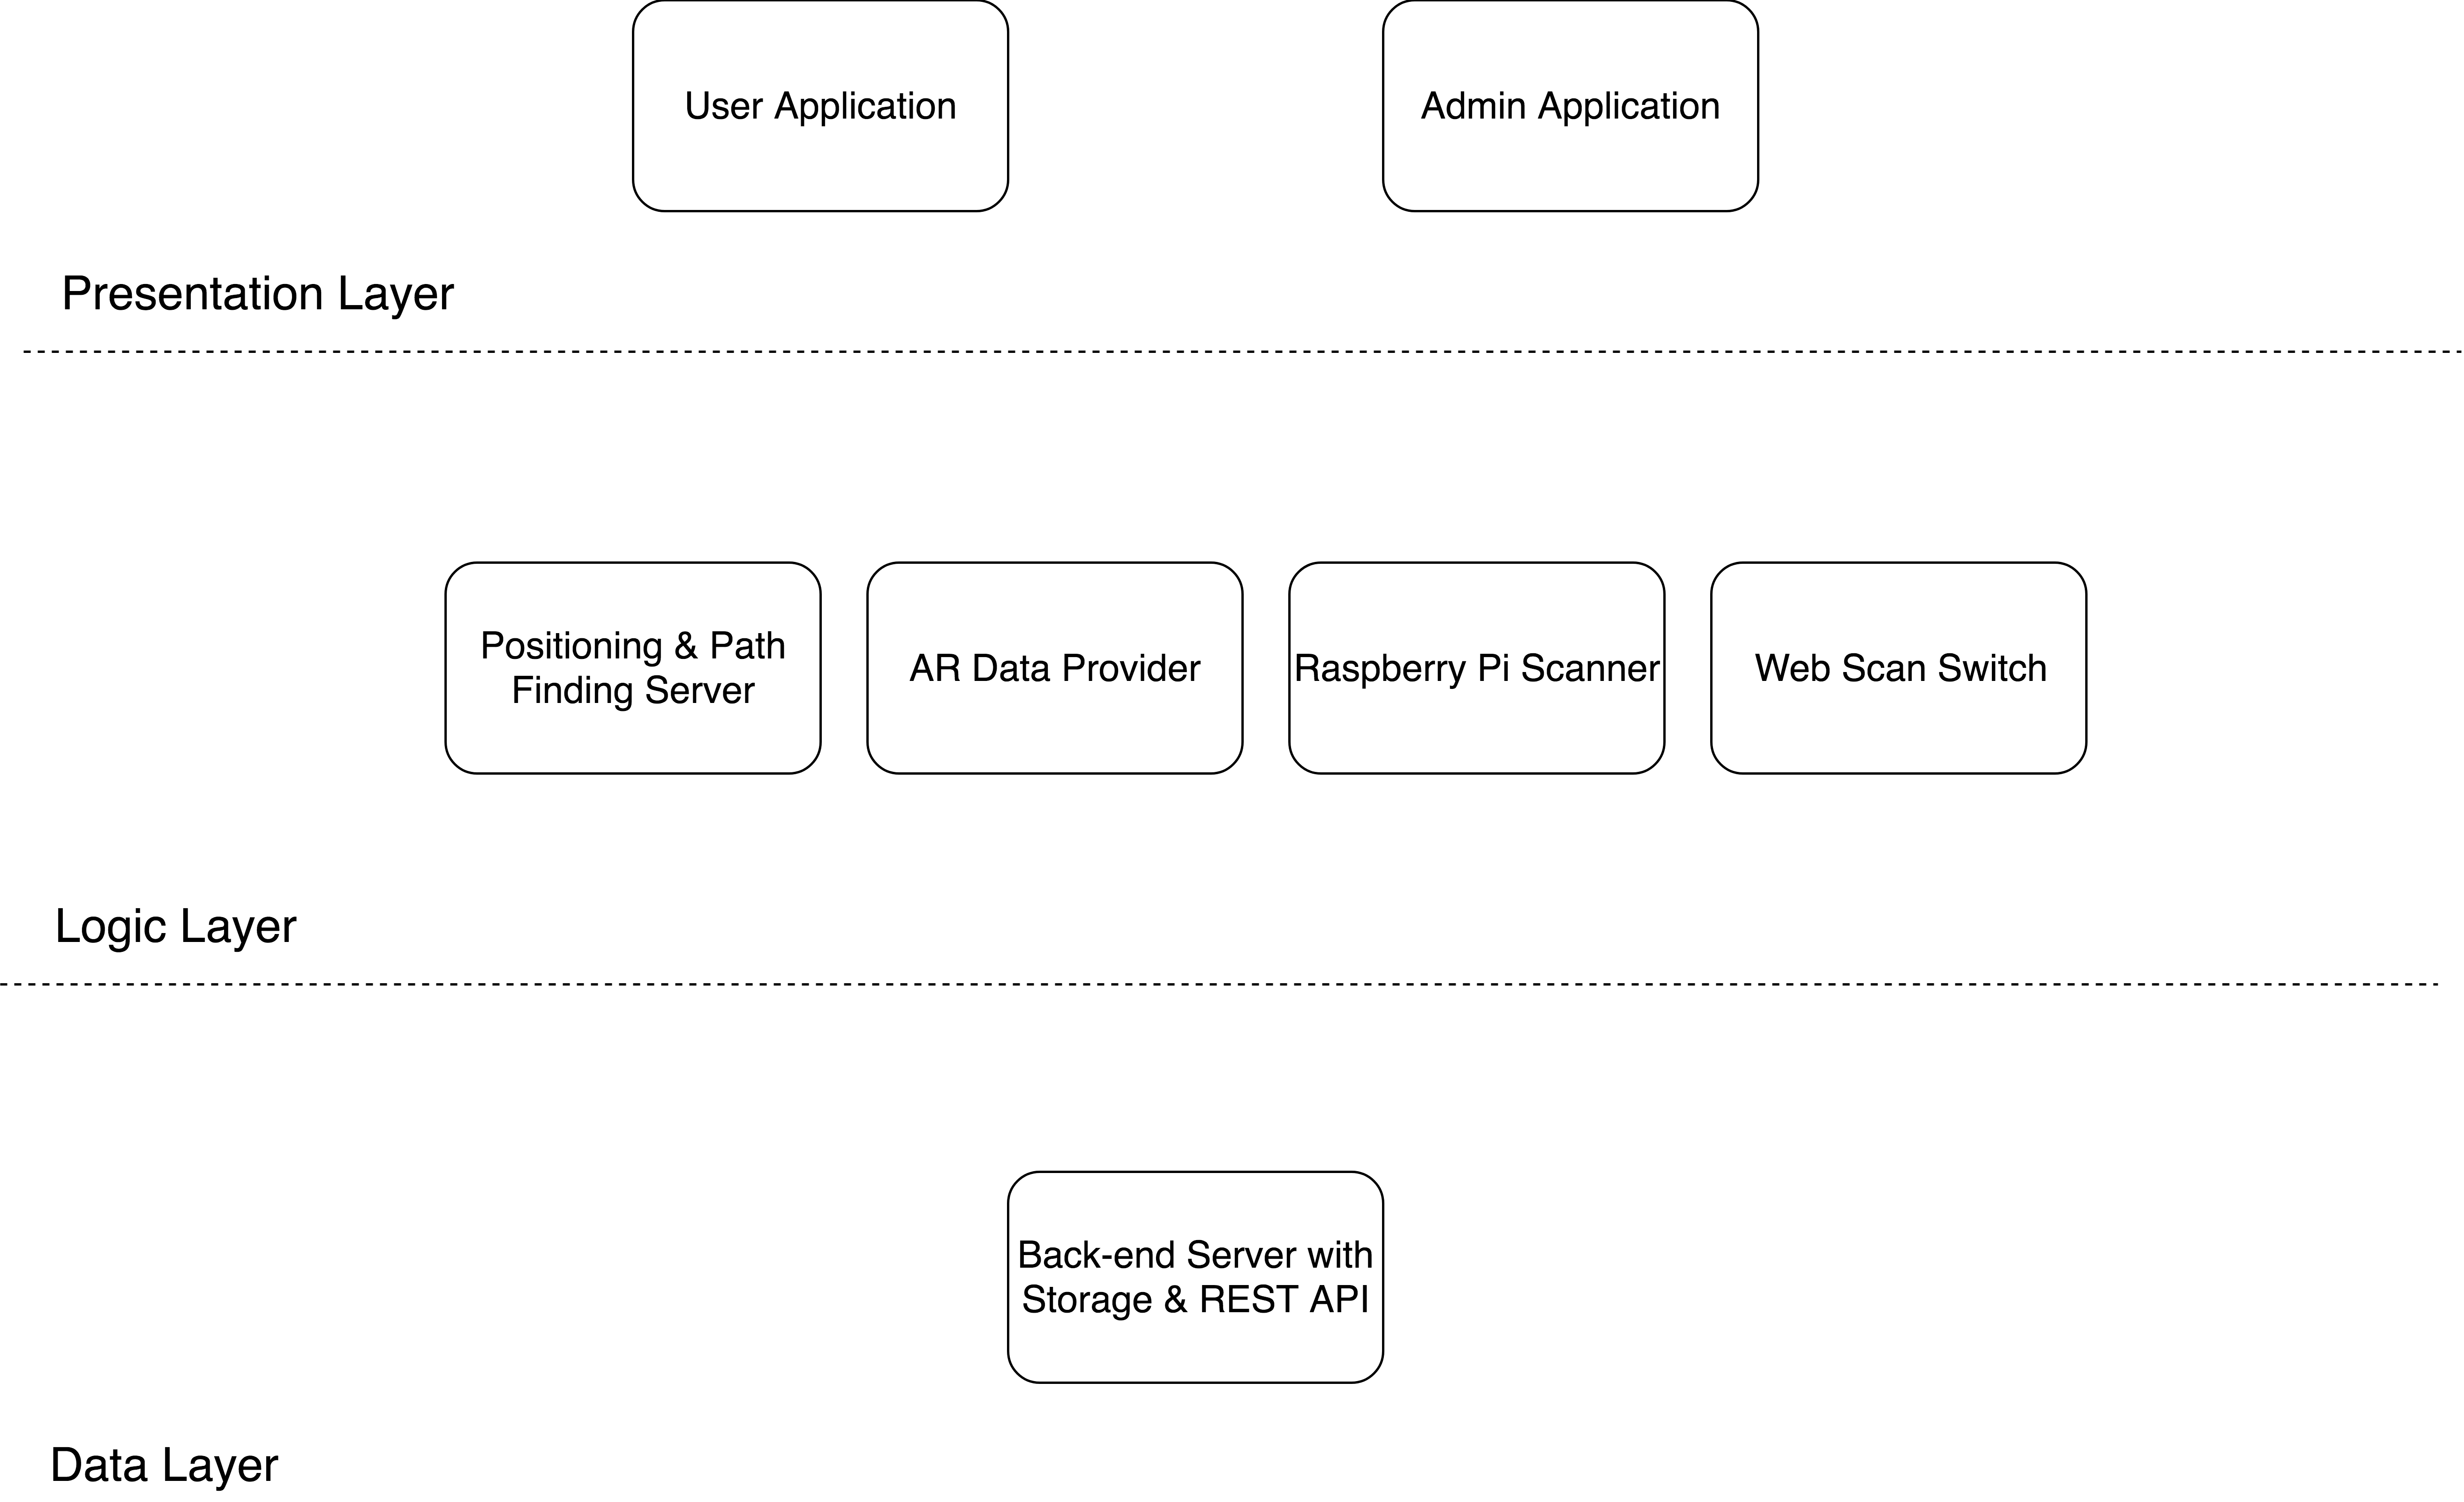 User Application
Admin Application
Presentation Layer
Positioning & Path
Finding Server
AR Data Provider
Raspberry Pi Scanner
Web Scan Switch
Logic Layer
Back-end Server with
Storage & REST API
Data Layer